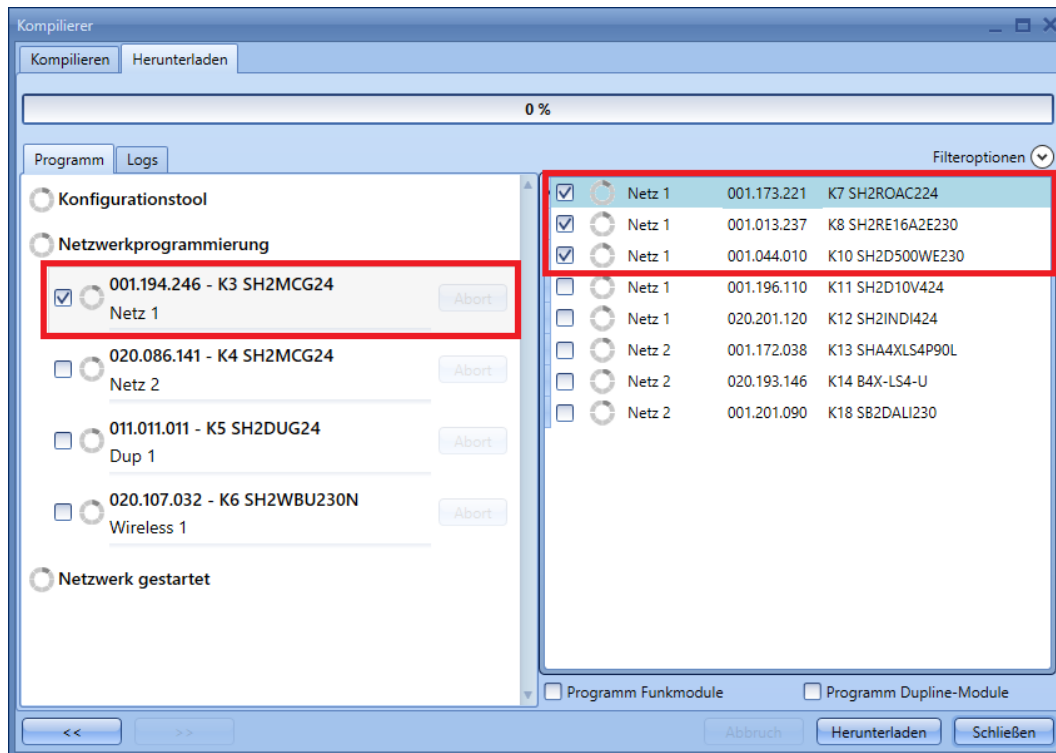 Kompilierer
Kompilieren Herunterladen
0 %
Programm Logs
Filteroptionen
Konfigurationstool
Netzwerkprogrammierung
001.194.246 - K3 SH2MCG24
Netz 1
Abort
020.086.141 - K4 SH2MCG24
Netz 2
Abort
011.011.011 - K5 SH2DUG24
Dup 1
Abort
020.107.032 - K6 SH2WBU230N
Wireless 1
Abort
Netzwerk gestartet
Netz 1 001.173.221 K7 SH2ROAC224
Netz 1 001.013.237 K8 SH2RE16A2E230
Netz 1 001.044.010 K10 SH2D500WE230
Netz 1 001.196.110 K11 SH2D10V424
Netz 1 020.201.120 K12 SH2INDI424
Netz 2 001.172.038 K13 SHA4XLS4P90L
Netz 2 020.193.146 K14 B4X-LS4-U
Netz 2 001.201.090 K18 SB2DALI230
Programm Funkmodule Programm Dupline-Module
<< >> Abbruch Herunterladen Schließen